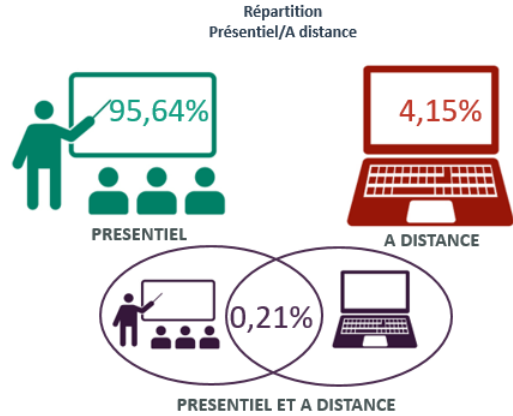 Répartition
Présentiel/A distance
95,64%
4,15%
PRESENTIEL
A DISTANCE
0,21%
PRESENTIEL ET A DISTANCE